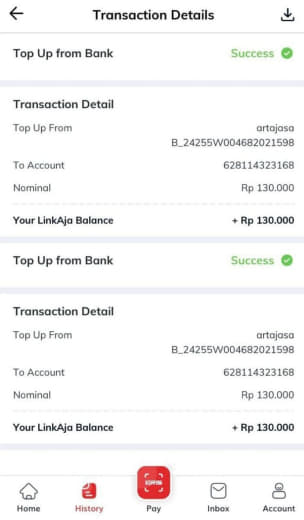 Transaction Details
Top Up from Bank Success
Transaction Detail
Top Up From artajasa
B_24255W004682021598
To Account 628114323168
Nominal Rp 130.000
Your LinkAja Balance + Rp 130.000
Top Up from Bank Success
Transaction Detail
Top Up From artajasa
B_24255W004682021598
To Account 628114323168
Nominal Rp 130.000
Your LinkAja Balance + Rp 130.000
Home History Pay Inbox Account